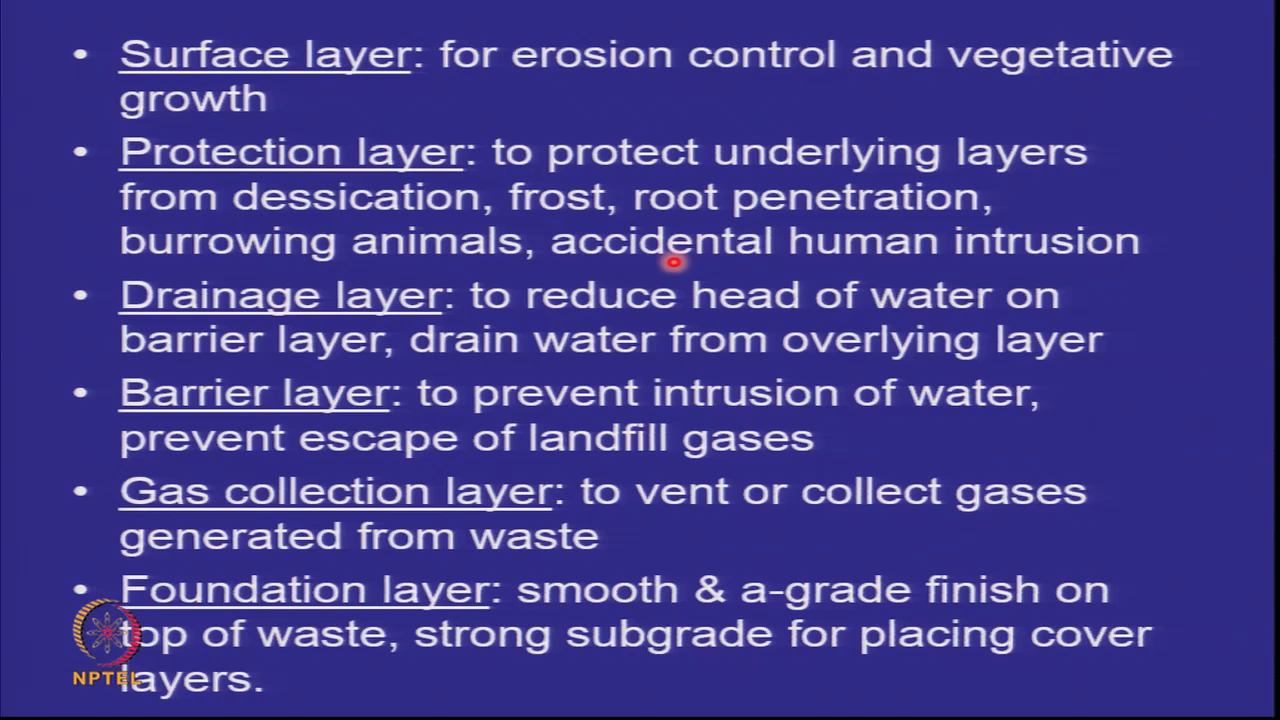 • Surface layer: for erosion control and vegetative
growth
• Protection layer: to protect underlying layers
from dessication, frost, root penetration,
burrowing animals, accidental human intrusion
• Drainage layer: to reduce head of water on
barrier layer, drain water from overlying layer
• Barrier layer: to prevent intrusion of water,
prevent escape of landfill gases
• Gas collection layer: to vent or collect gases
generated from waste
• Foundation layer: smooth & a-grade finish on
top of waste, strong subgrade for placing cover
layers.
NPTEL